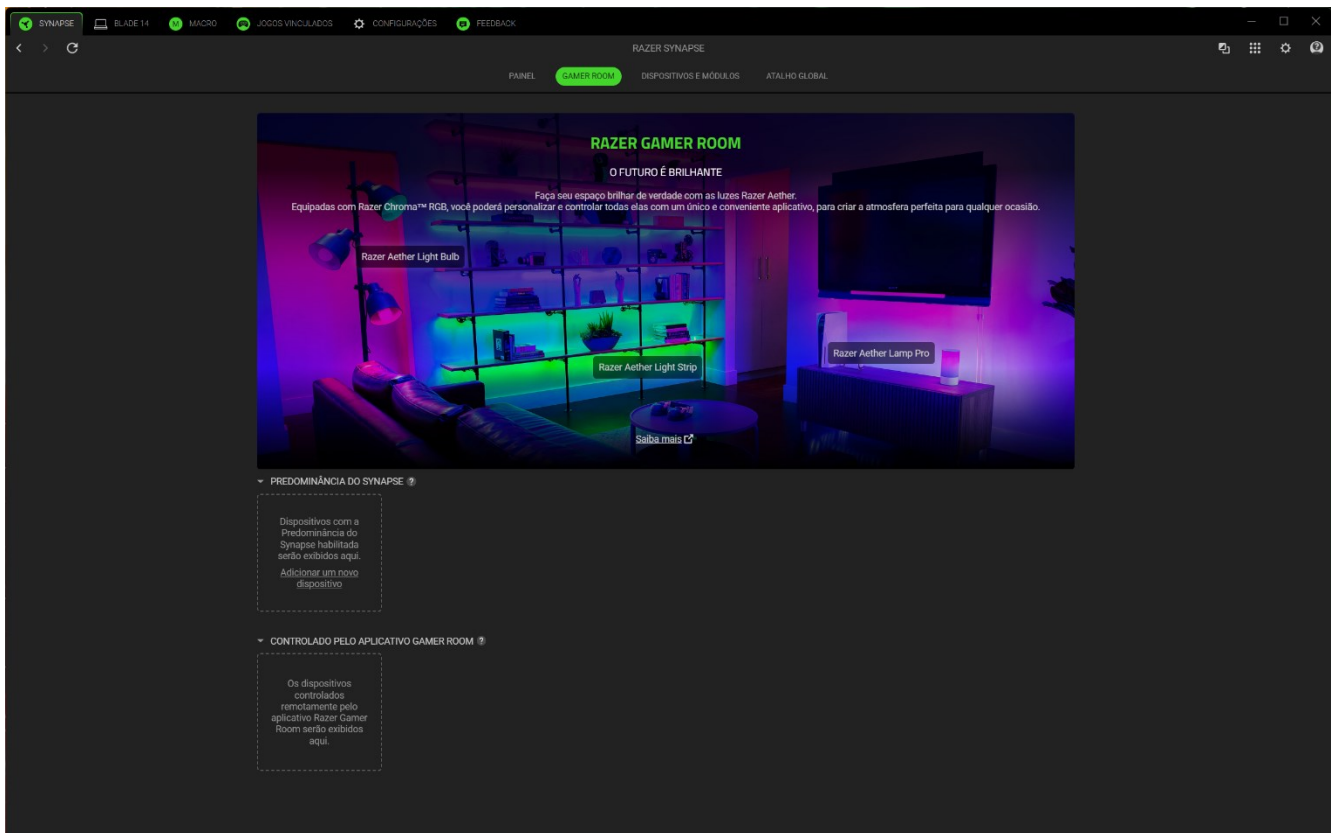 SYNAPSE BLADE 14 MACRO JOGOS VINCULADOS CONFIGURAÇÕES FEEDBACK
RAZER SYNAPSE
PAINEL GAMER ROOM DISPOSITIVOS E MÓDULOS ATALHO GLOBAL
RAZER GAMER ROOM
O FUTURO É BRILHANTE
Faça seu espaço brilhar de verdade com as luzes Razer Aether.
Equipadas com Razer Chroma™ RGB, você poderá personalizar e controlar todas elas com um único e conveniente aplicativo, para criar a atmosfera perfeita para qualquer ocasião.
Razer Aether Light Bulb
Razer Aether Lamp Pro
Razer Aether Light Strip
Saiba mais
PREDOMINÂNCIA DO SYNAPSE ?
Dispositivos com a
Predominância do
Synapse habilitada
serão exibidos aqui.
Adicionar um novo
dispositivo
CONTROLADO PELO APLICATIVO GAMER ROOM ?
Os dispositivos
controlados
remotamente pelo
aplicativo Razer Gamer
Room serão exibidos
aqui.